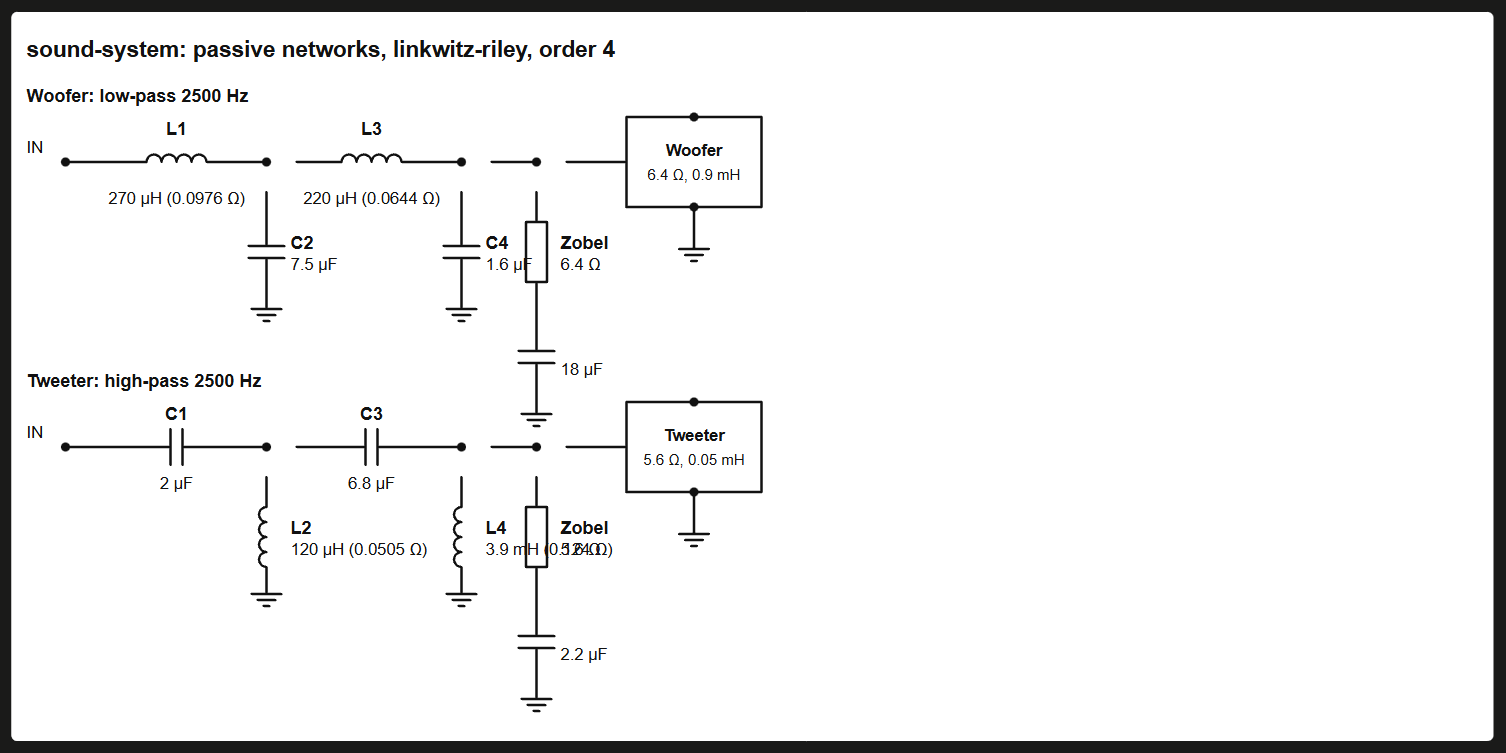 sound-system: passive networks, linkwitz-riley, order 4
Woofer: low-pass 2500 Hz
L1
L3
IN
Woofer
6.4 Ω, 0.9 mH
270 µH (0.0976 Ω)
220 µH (0.0644 Ω)
C2
7.5 µF
C4
1.6 µF
Zobel
6.4 Ω
18 µF
Tweeter: high-pass 2500 Hz
C1
C3
IN
Tweeter
5.6 Ω, 0.05 mH
2 µF
6.8 µF
L2
120 µH (0.0505 Ω)
L4
3.9 mH
Zobel
2.2 µF